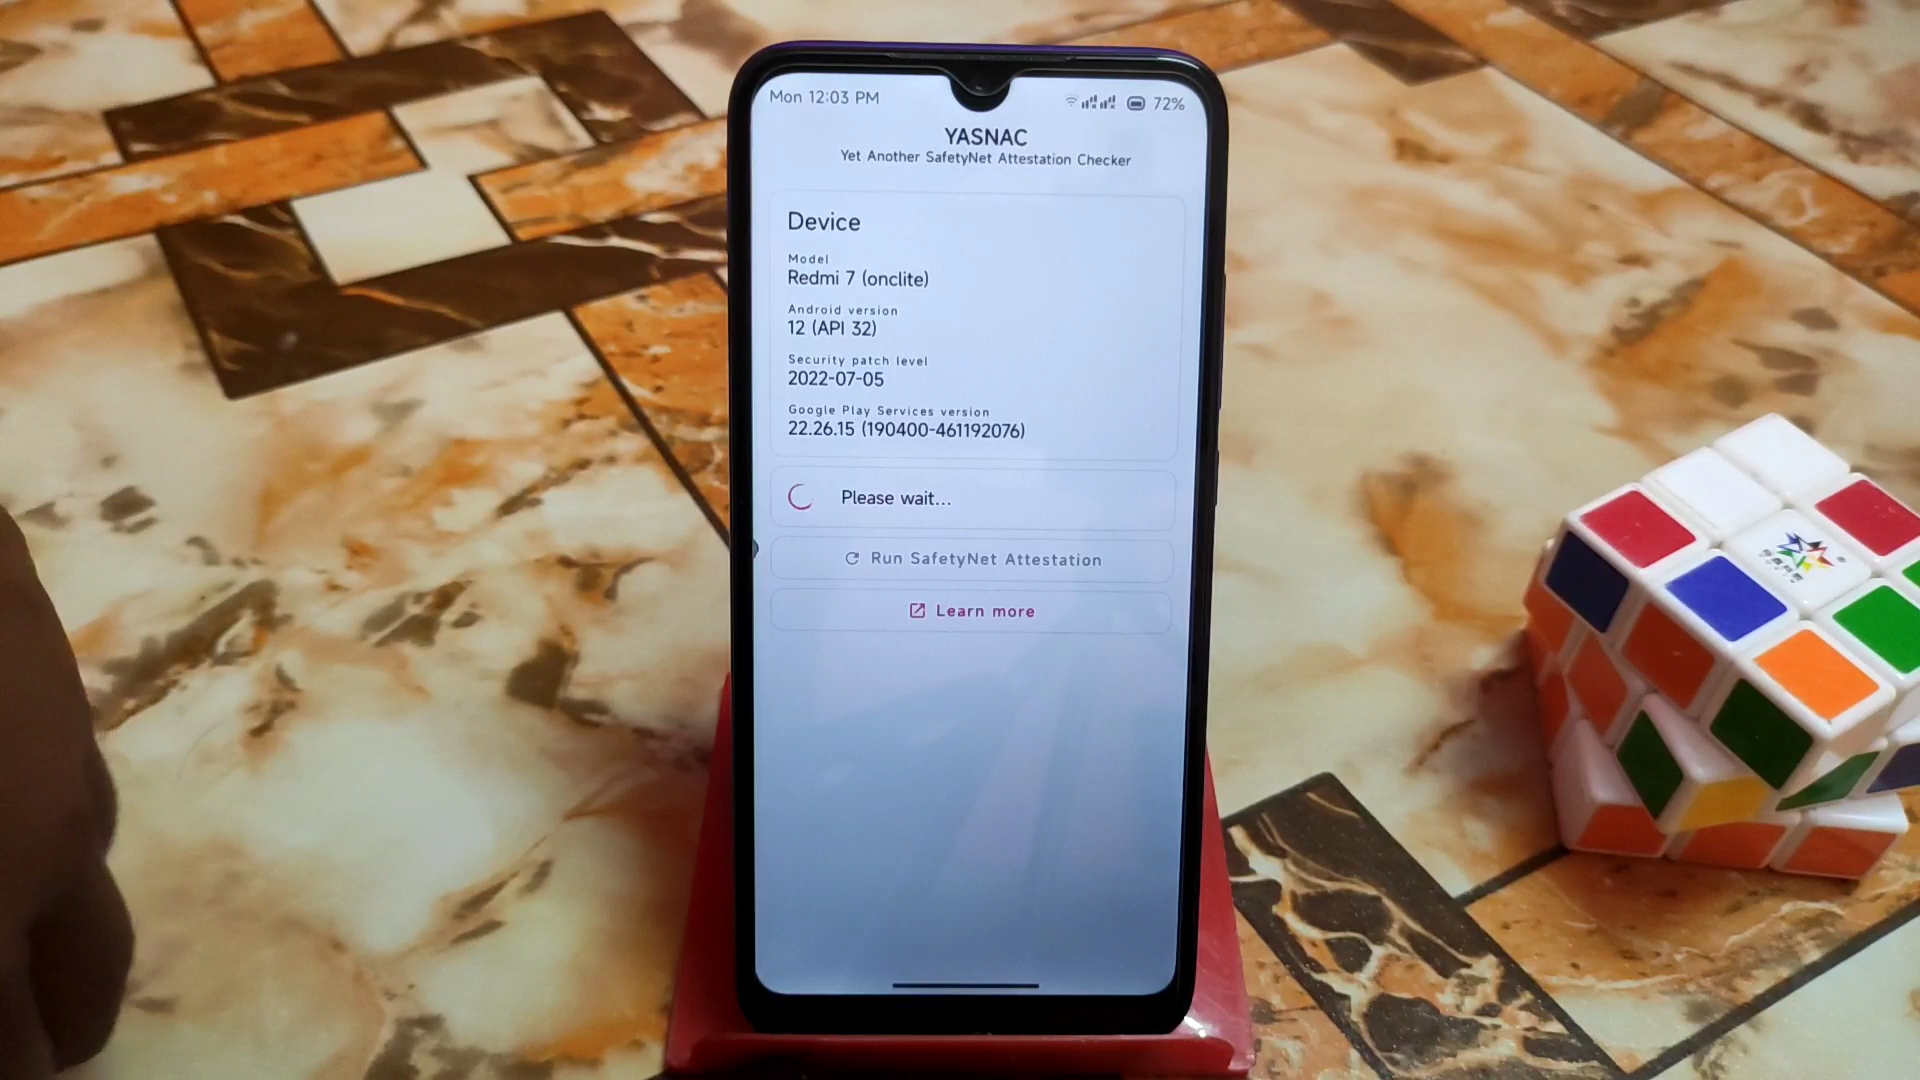 Mon 12:03 PM
72%
YASNAC
Yet Another SafetyNet Attestation Checker
Device
Model
Redmi 7 (onclite)
Android version
12 (API 32)
Security patch level
2022-07-05
Google Play Services version
22.26.15 (190400-461192076)
Please wait...
Run SafetyNet Attestation
Learn more